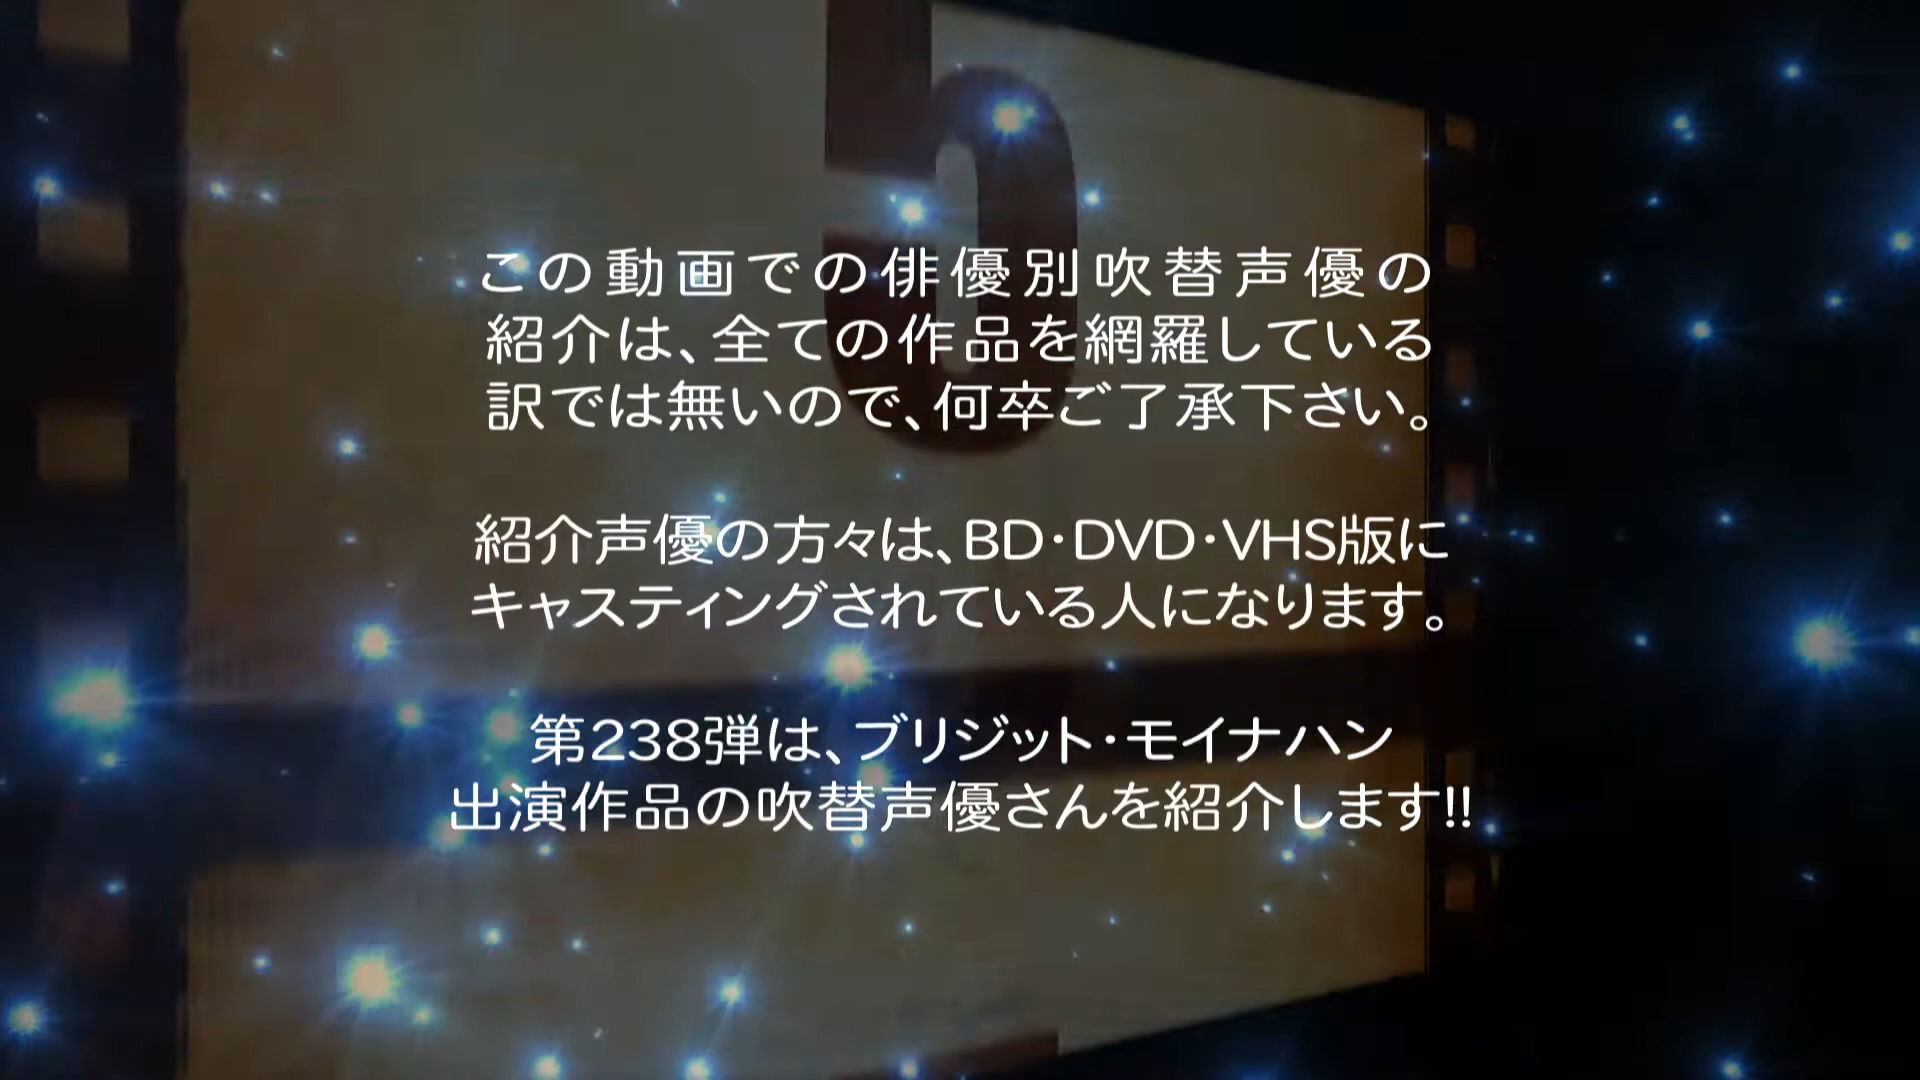 この動画での俳優別吹替声優の
紹介は、全ての作品を網羅している
訳では無いので、何卒ご了承下さい。
紹介声優の方々は、BD・DVD・VHS版に
キャスティングされている人になります。
第238弾は、ブリジット・モイナハン
出演作品の吹替声優さんを紹介します!!
5